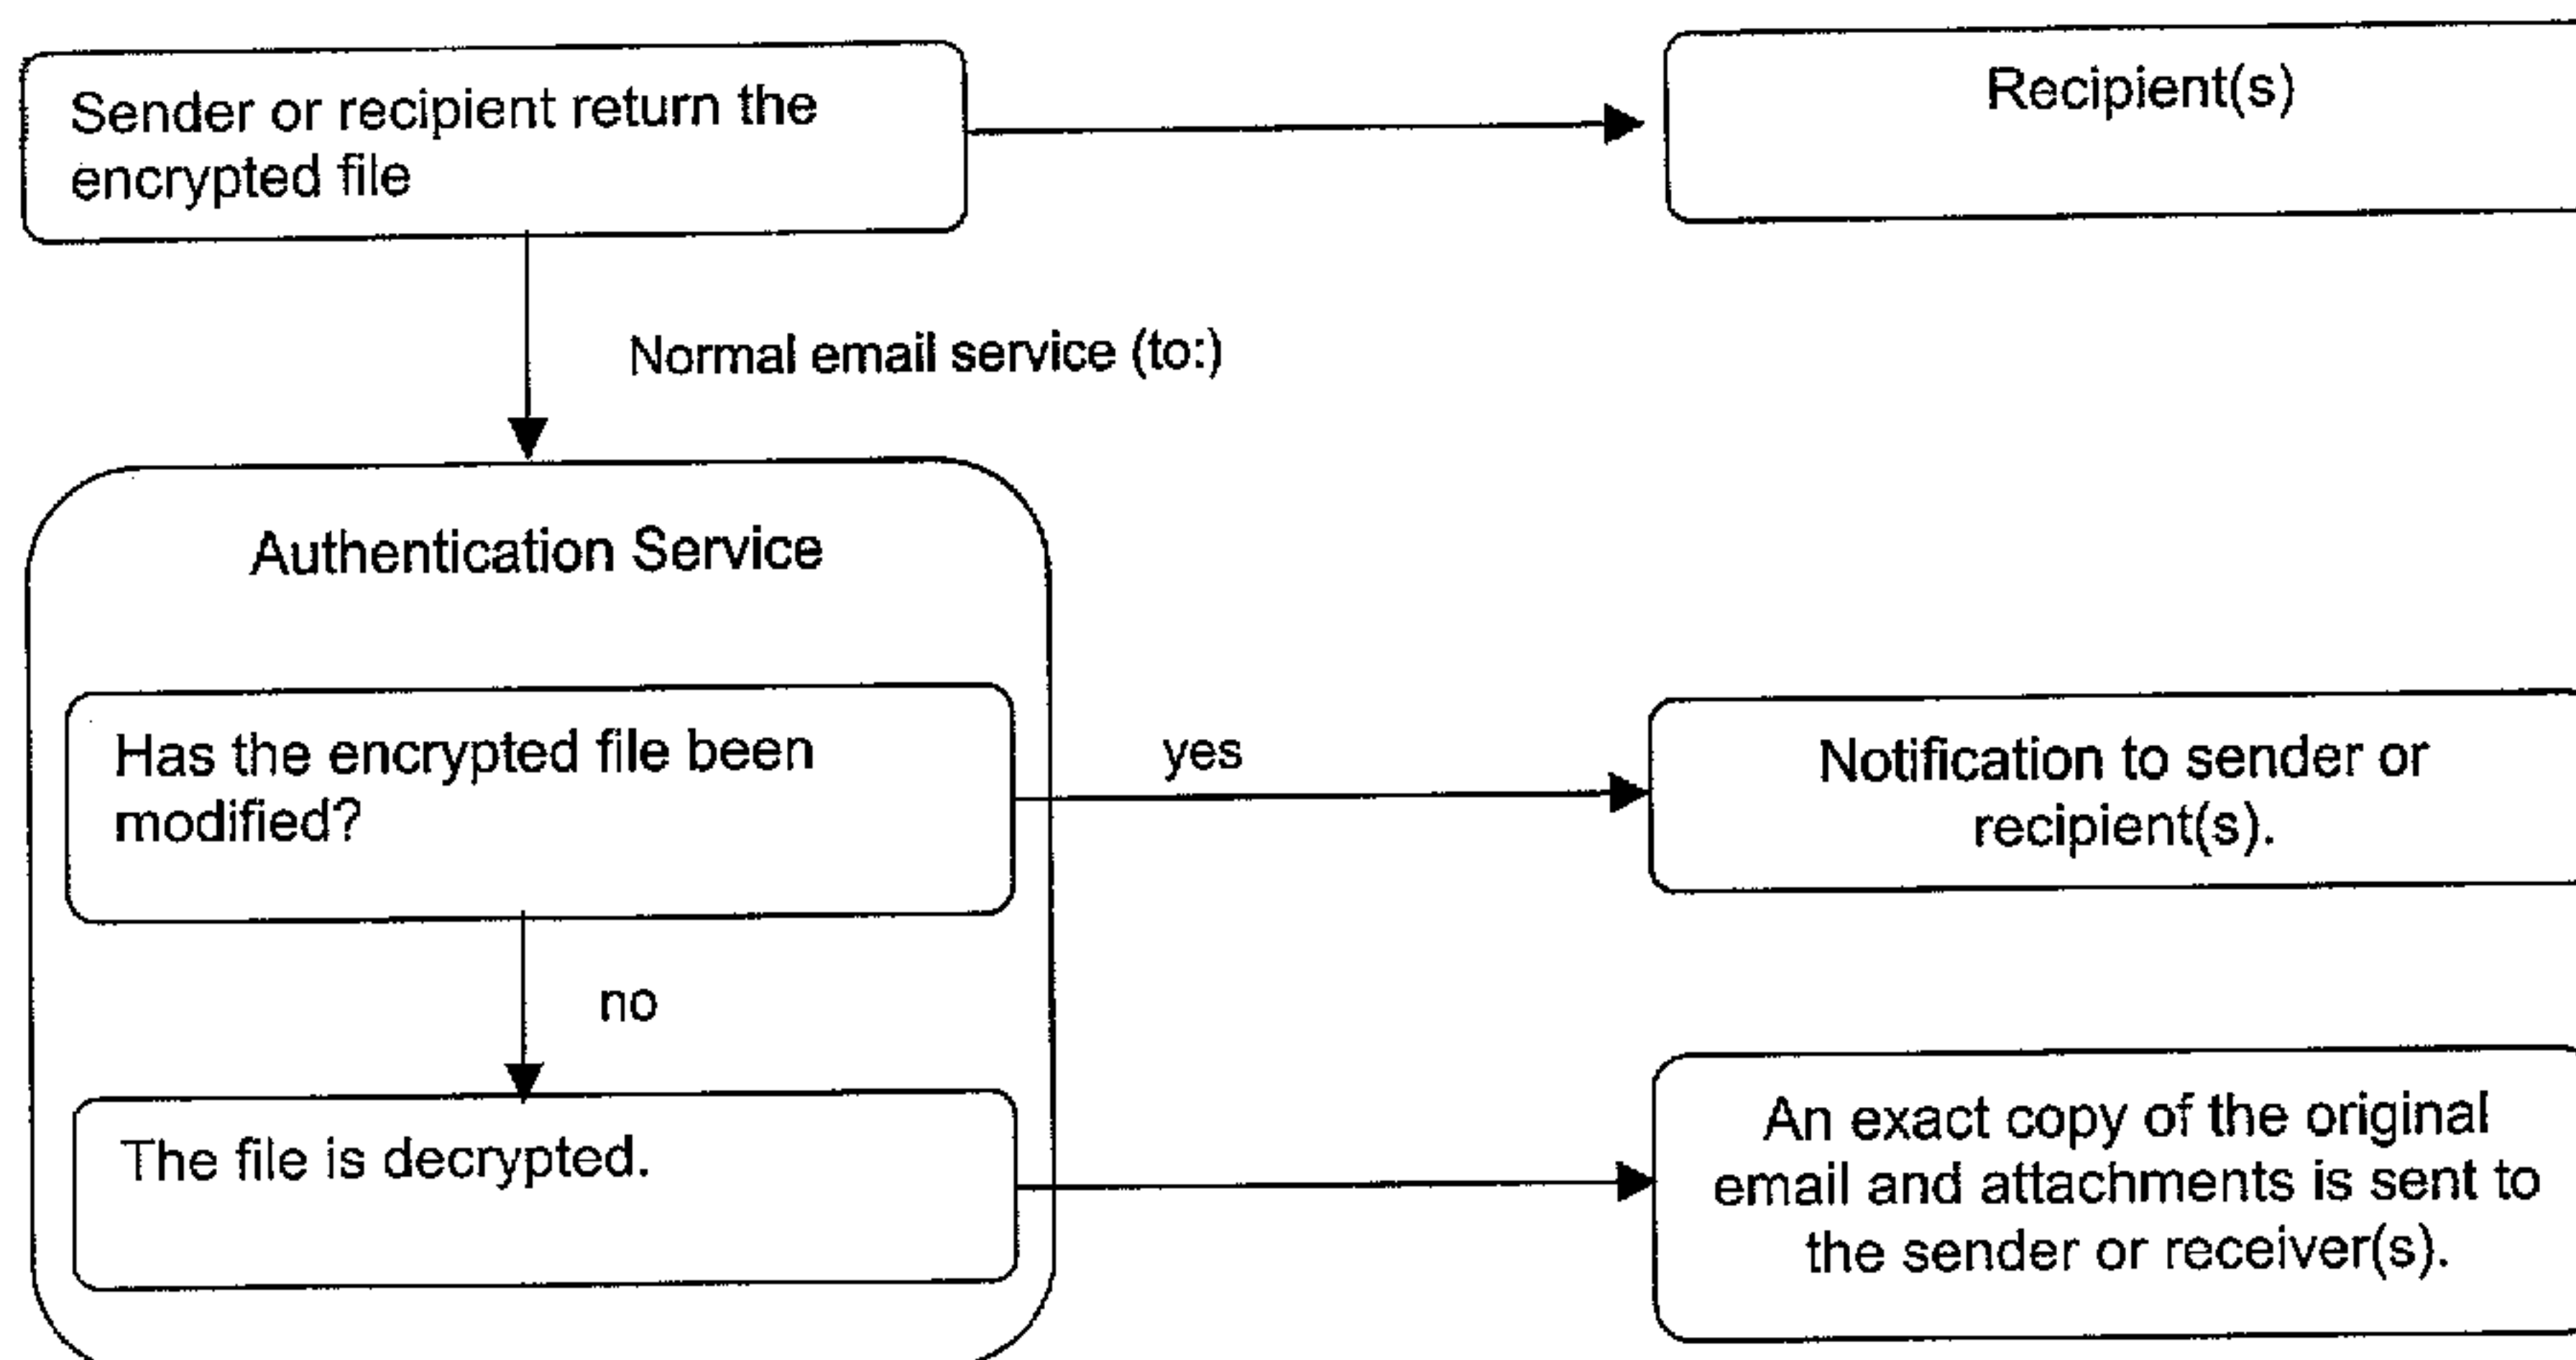 Sender or recipient return the
encrypted file
Recipient(s)
Normal email service (to:)
Authentication Service
Has the encrypted file been
modified?
yes
Notification to sender or
recipient(s).
no
The file is decrypted.
An exact copy of the original
email and attachments is sent to
the sender or receiver(s).